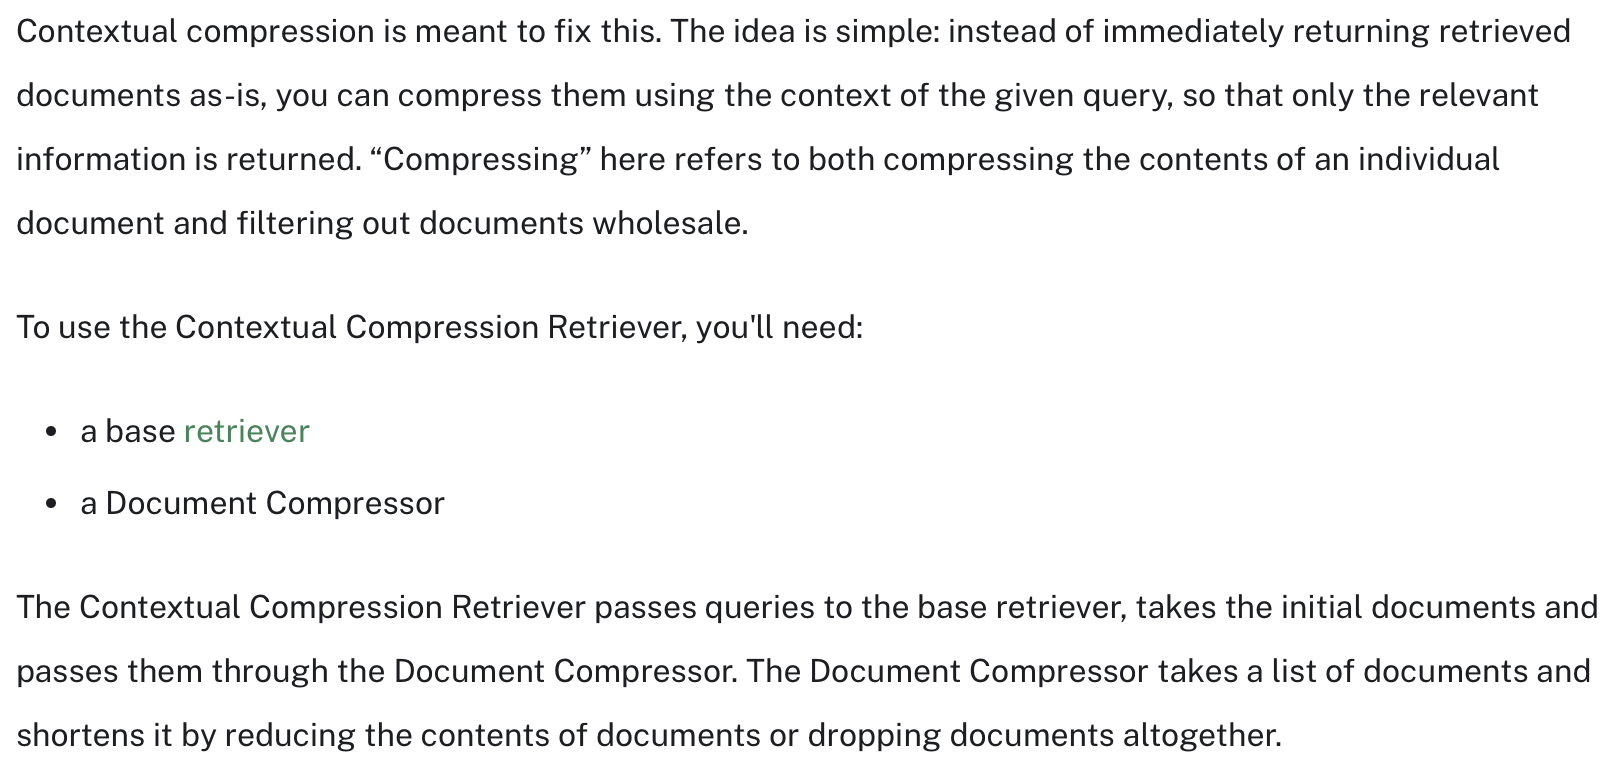 Contextual compression is meant to fix this. The idea is simple: instead of immediately returning retrieved
documents as-is, you can compress them using the context of the given query, so that only the relevant
information is returned. “Compressing” here refers to both compressing the contents of an individual
document and filtering out documents wholesale.
To use the Contextual Compression Retriever, you'll need:
• a base retriever
• a Document Compressor
The Contextual Compression Retriever passes queries to the base retriever, takes the initial documents and
passes them through the Document Compressor. The Document Compressor takes a list of documents and
shortens it by reducing the contents of documents or dropping documents altogether.